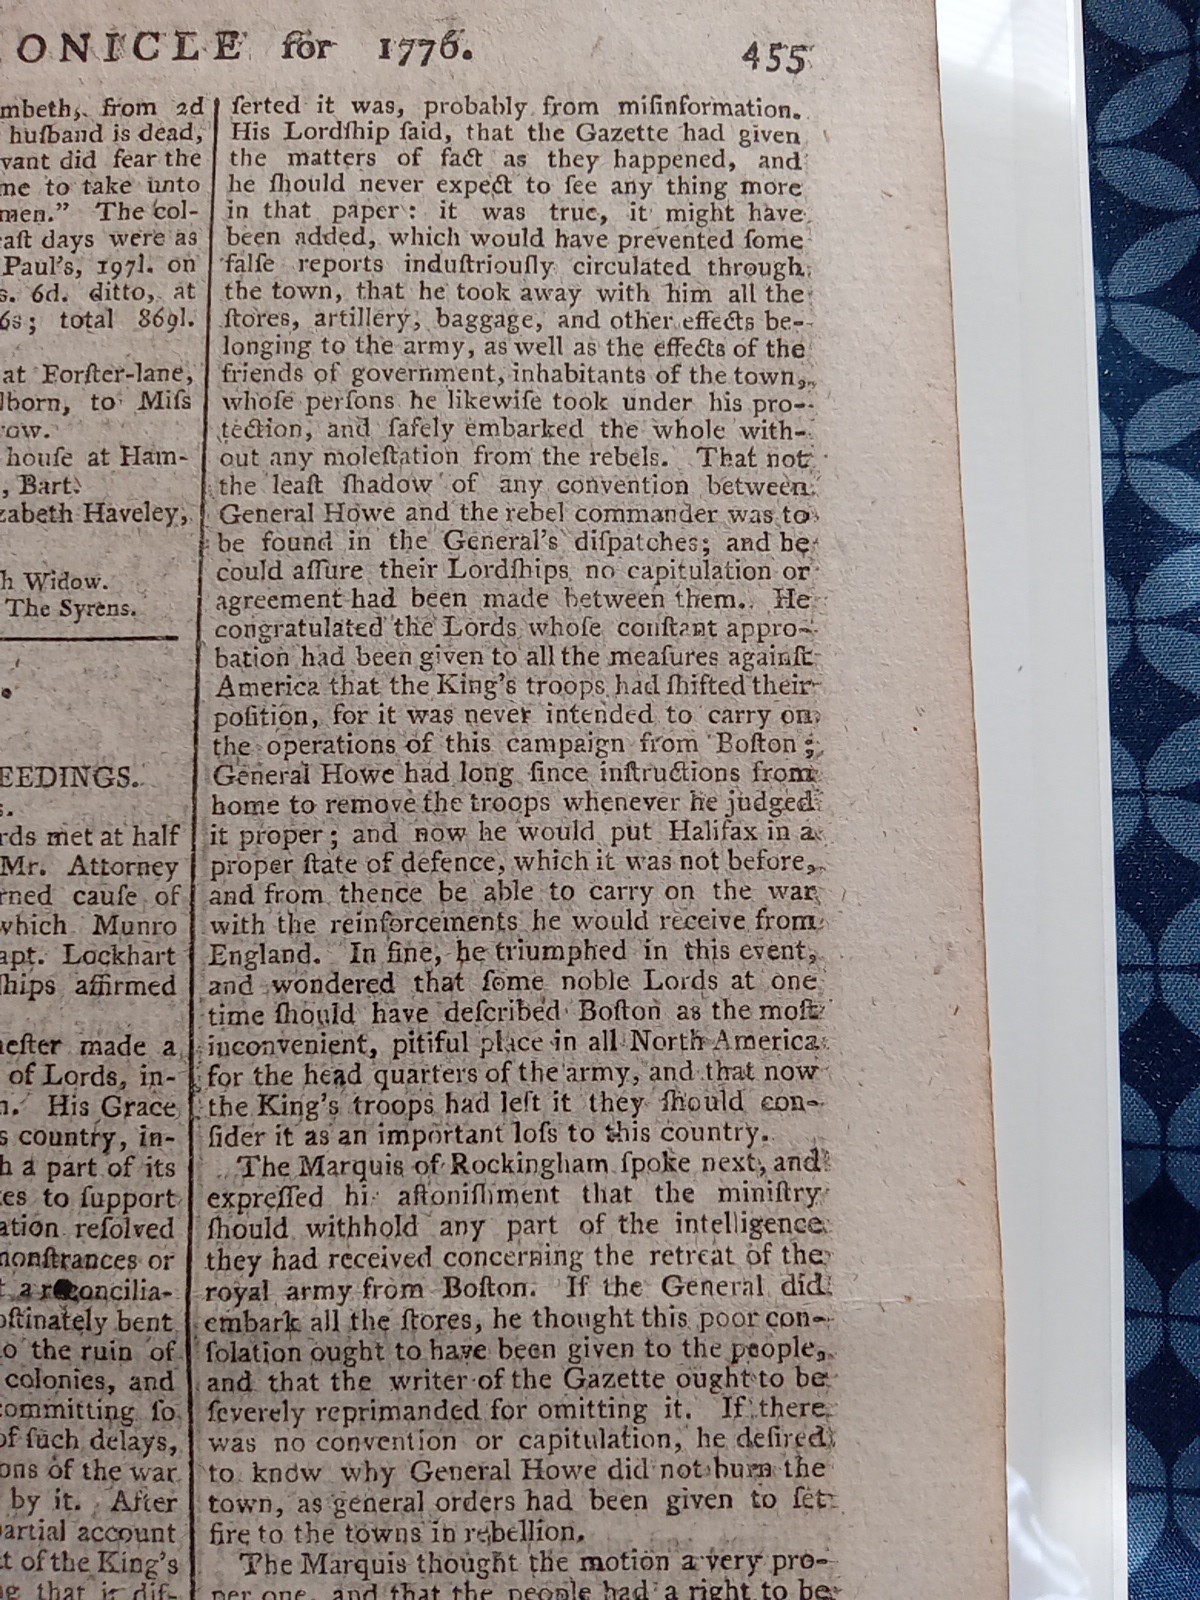 ONICLE for 1776. 455
mbeth, from 2d
huſband is dead,
vant did fear the
me to take unto
men." The col-
eaſt days were as
Paul's, 197l. on
s. 6d. ditto, at
6s; total 869l.
at Forſter-lane,
lborn, to Miſs
row.
houſe at Ham-
, Bart.
zabeth Haveley,
h Widow.
The Syrens.
EEDINGS.
s.
rds met at half
Mr. Attorney
rned cauſe of
which Munro
apt. Lockhart
ſhips affirmed
heſter made a
of Lords, in-
n. His Grace
s country, in-
h a part of its
tes to ſupport
ation reſolved
monſtrances or
t a reconcilia-
oſtinately bent
o the ruin of
colonies, and
committing ſo
of ſuch delays,
ons of the war
by it. After
partial account
t of the King's
ng that is diſ-
ſerted it was, probably from miſinformation.
His Lordſhip ſaid, that the Gazette had given
the matters of fact as they happened, and
he ſhould never expect to ſee any thing more
in that paper: it was true, it might have
been added, which would have prevented ſome
falſe reports induſtriouſly circulated through
the town, that he took away with him all the
ſtores, artillery, baggage, and other effects be-
longing to the army, as well as the effects of the
friends of government, inhabitants of the town,
whoſe perſons he likewiſe took under his pro-
tection, and ſafely embarked the whole with-
out any moleſtation from the rebels. That not
the leaſt ſhadow of any convention between
General Howe and the rebel commander was to
be found in the General's diſpatches; and he
could aſſure their Lordſhips no capitulation or
agreement had been made between them. He
congratulated the Lords whoſe conſtant appro-
bation had been given to all the meaſures againſt
America that the King's troops had ſhifted their
poſition, for it was never intended to carry on
the operations of this campaign from Boſton;
General Howe had long ſince inſtructions from
home to remove the troops whenever he judged
it proper; and now he would put Halifax in a
proper ſtate of defence, which it was not before,
and from thence be able to carry on the war
with the reinforcements he would receive from
England. In fine, he triumphed in this event,
and wondered that ſome noble Lords at one
time ſhould have deſcribed Boſton as the moſt
inconvenient, pitiful place in all North America
for the head quarters of the army, and that now
the King's troops had left it they ſhould con-
ſider it as an important loſs to this country.
The Marquis of Rockingham ſpoke next, and
expreſſed hi aſtoniſhment that the miniſtry
ſhould withhold any part of the intelligence
they had received concerning the retreat of the
royal army from Boſton. If the General did
embark all the ſtores, he thought this poor con-
ſolation ought to have been given to the people,
and that the writer of the Gazette ought to be
ſeverely reprimanded for omitting it. If there
was no convention or capitulation, he deſired
to know why General Howe did not burn the
town, as general orders had been given to ſet
fire to the towns in rebellion.
The Marquis thought the motion a very pro-
per one, and that the people had a right to be